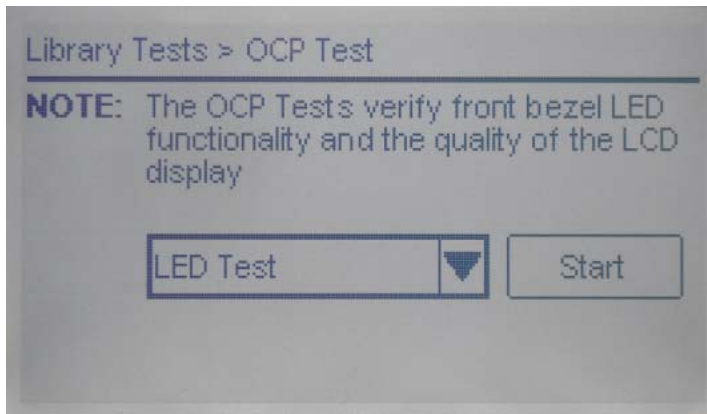 Library Tests > OCP Test
NOTE: The OCP Tests verify front bezel LED
functionality and the quality of the LCD
display
LED Test
Start